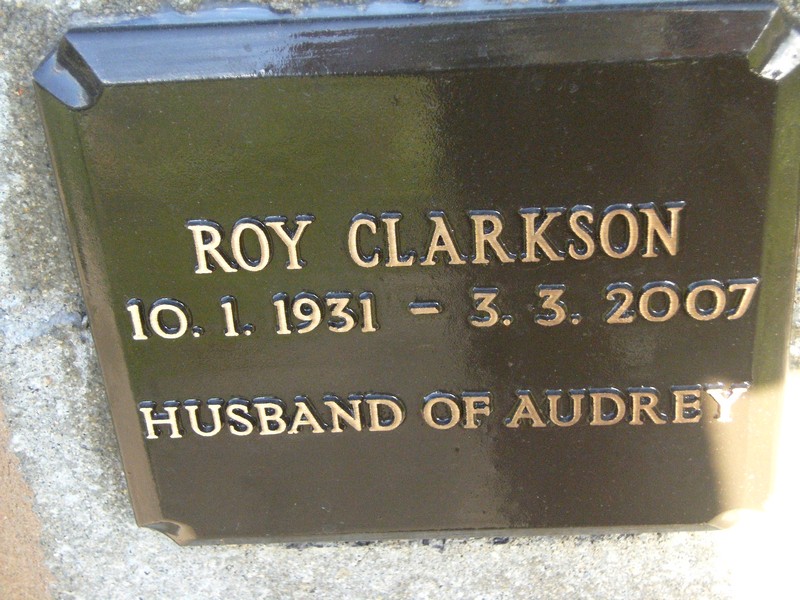 ROY CLARKSON
10. 1. 1931 - 3. 3. 2007
HUSBAND OF AUDREY